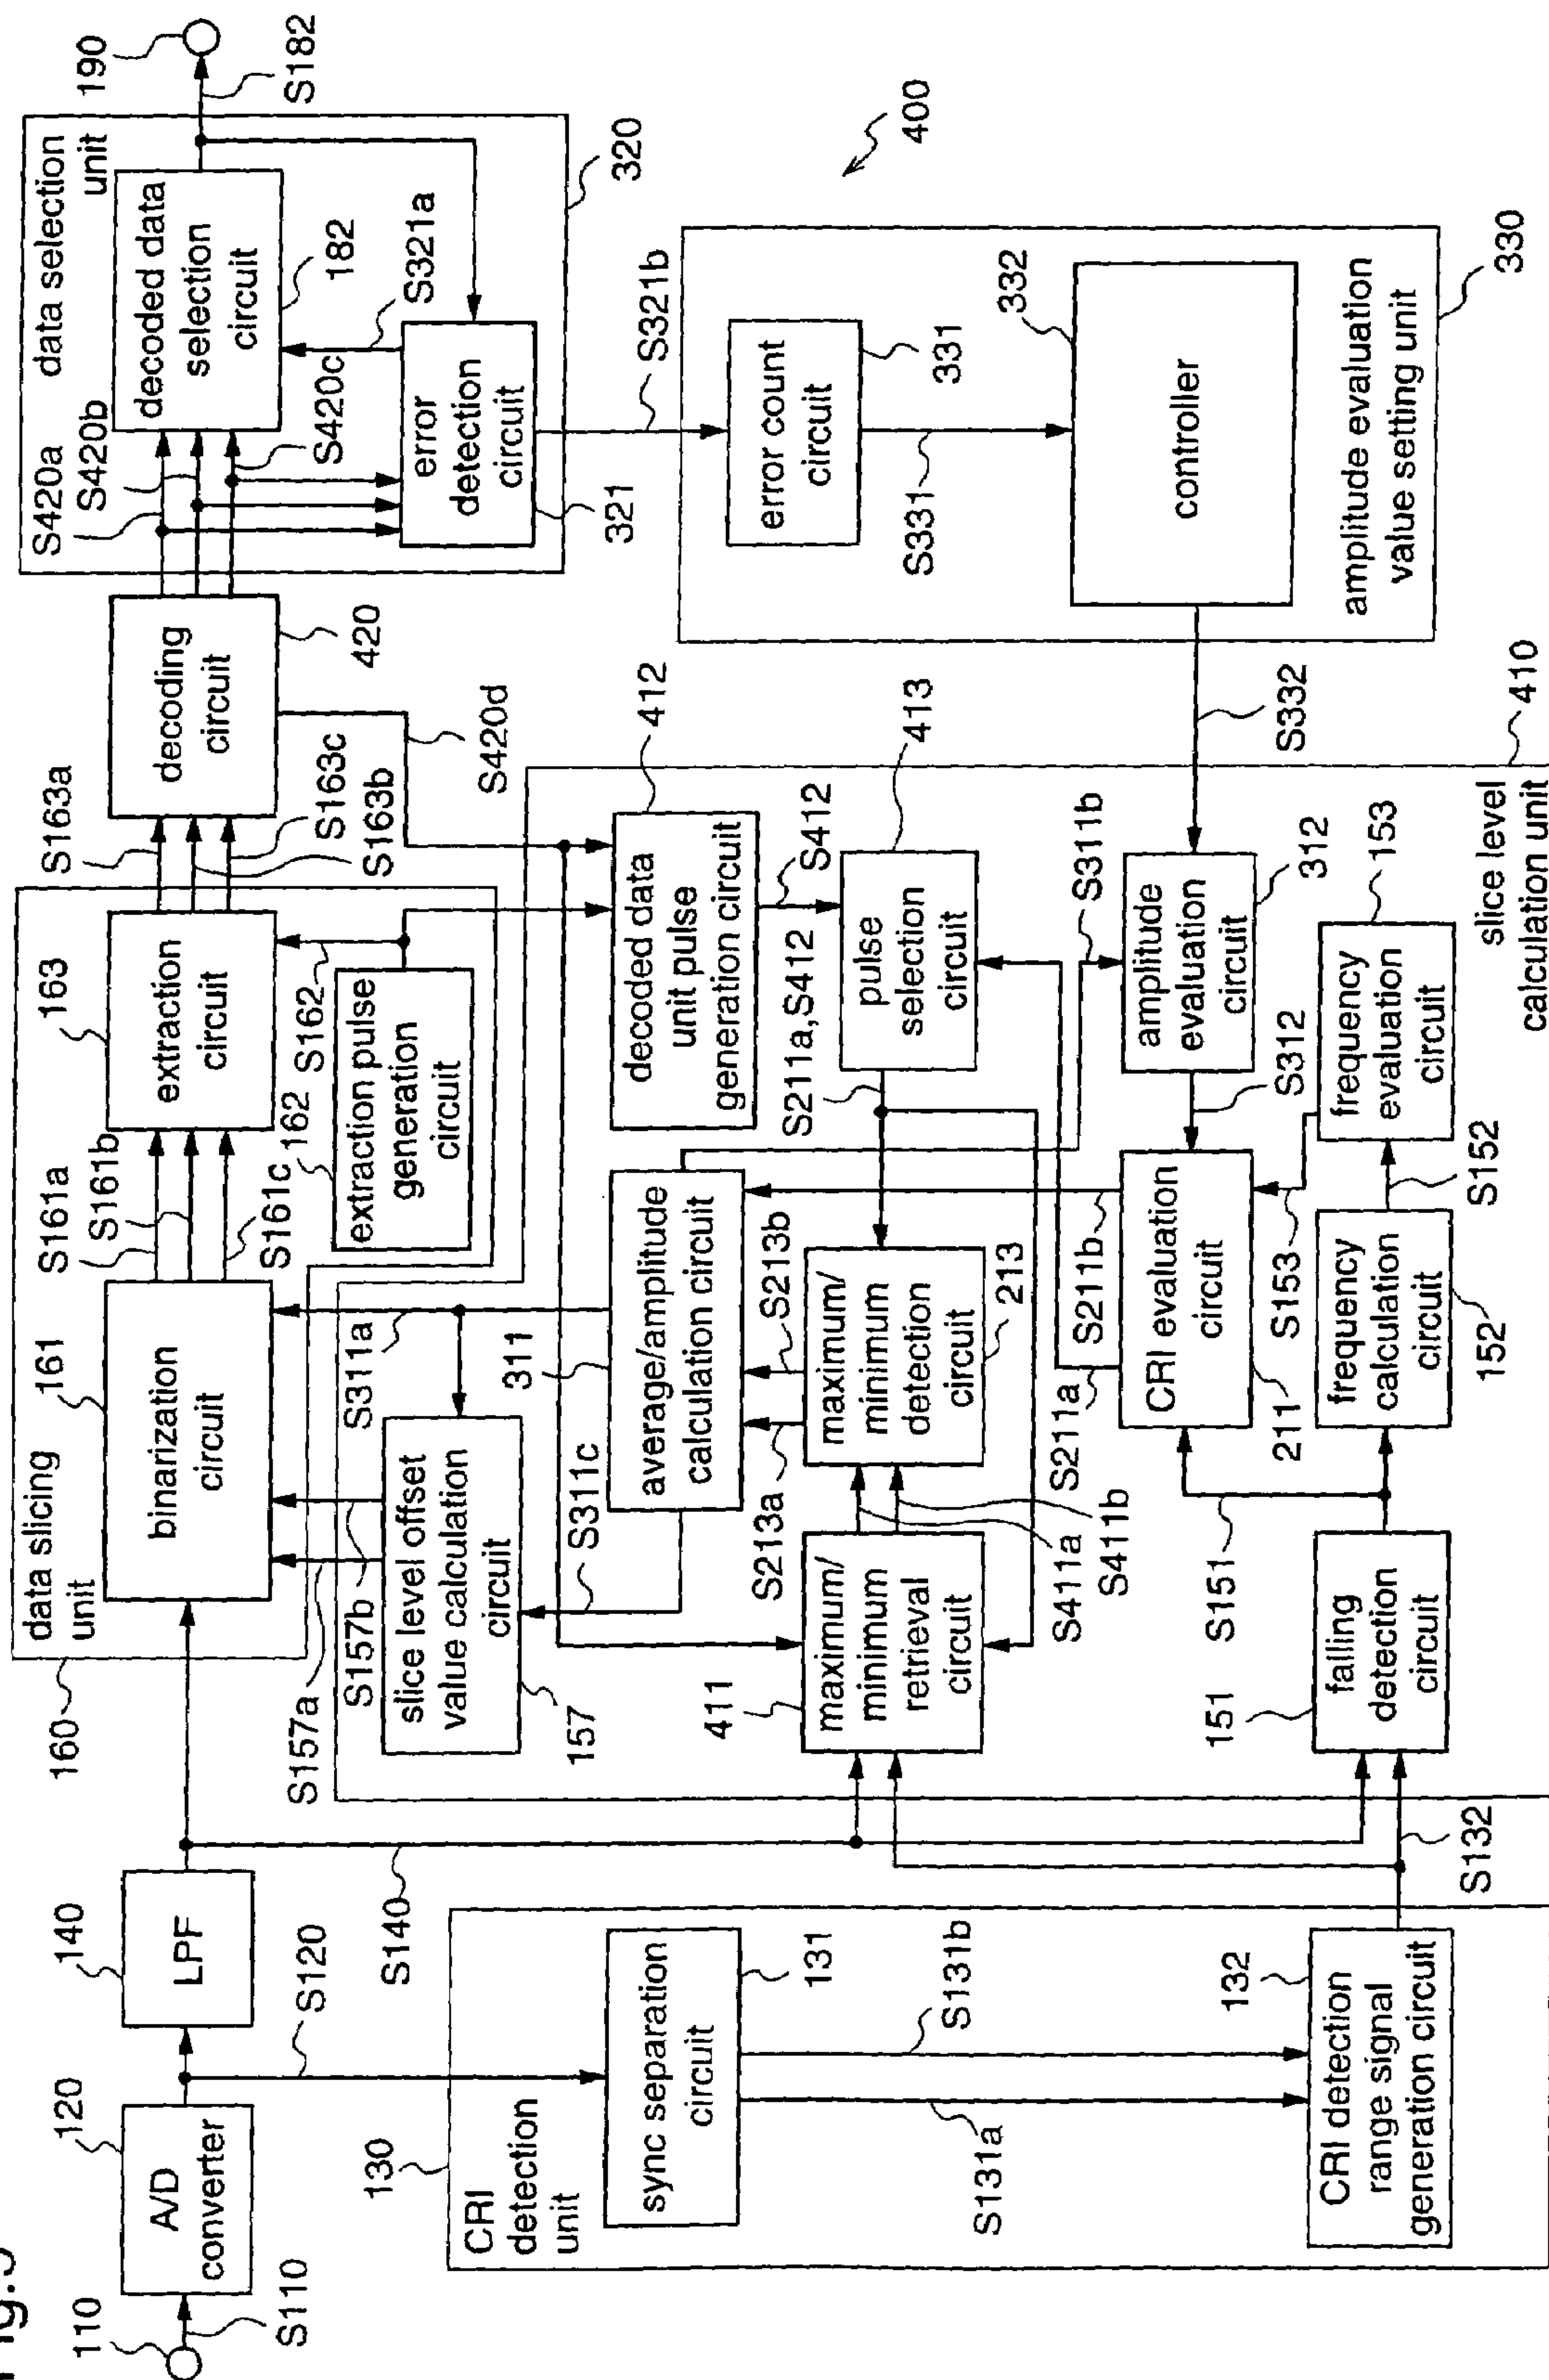 Fig.5
110
S110
120
A/D
converter
S120
140
LPF
S140
130
CRI
detection
unit
sync separation
circuit
131
S131a
S131b
132
CRI detection
range signal
generation circuit
S132
160
data slicing
unit
161
binarization
circuit
S161a
S161b
S161c
163
extraction
circuit
S162
162
extraction pulse
generation
circuit
S163a
S163c
S163b
decoding
circuit
420
S420d
S420a
S420b
S420c
data selection
unit
decoded data
selection
circuit
182
S321a
error
detection
circuit
321
320
190
S182
400
S321b
error count
circuit
331
S331
332
controller
amplitude evaluation
value setting unit
330
S332
S157a
S157b
slice level offset
value calculation
circuit
157
S311a
311
average/amplitude
calculation circuit
S311c
S311b
decoded data
unit pulse
generation circuit
412
S412
413
pulse
selection
circuit
S211a,S412
411
maximum/
minimum
retrieval
circuit
S411a
S411b
S213a
S213b
maximum/
minimum
detection
circuit
213
S211a
S211b
CRI evaluation
circuit
211
amplitude
evaluation
circuit
312
S312
151
falling
detection
circuit
S151
frequency
calculation
circuit
152
S152
S153
frequency
evaluation
circuit
153
slice level
calculation unit
410